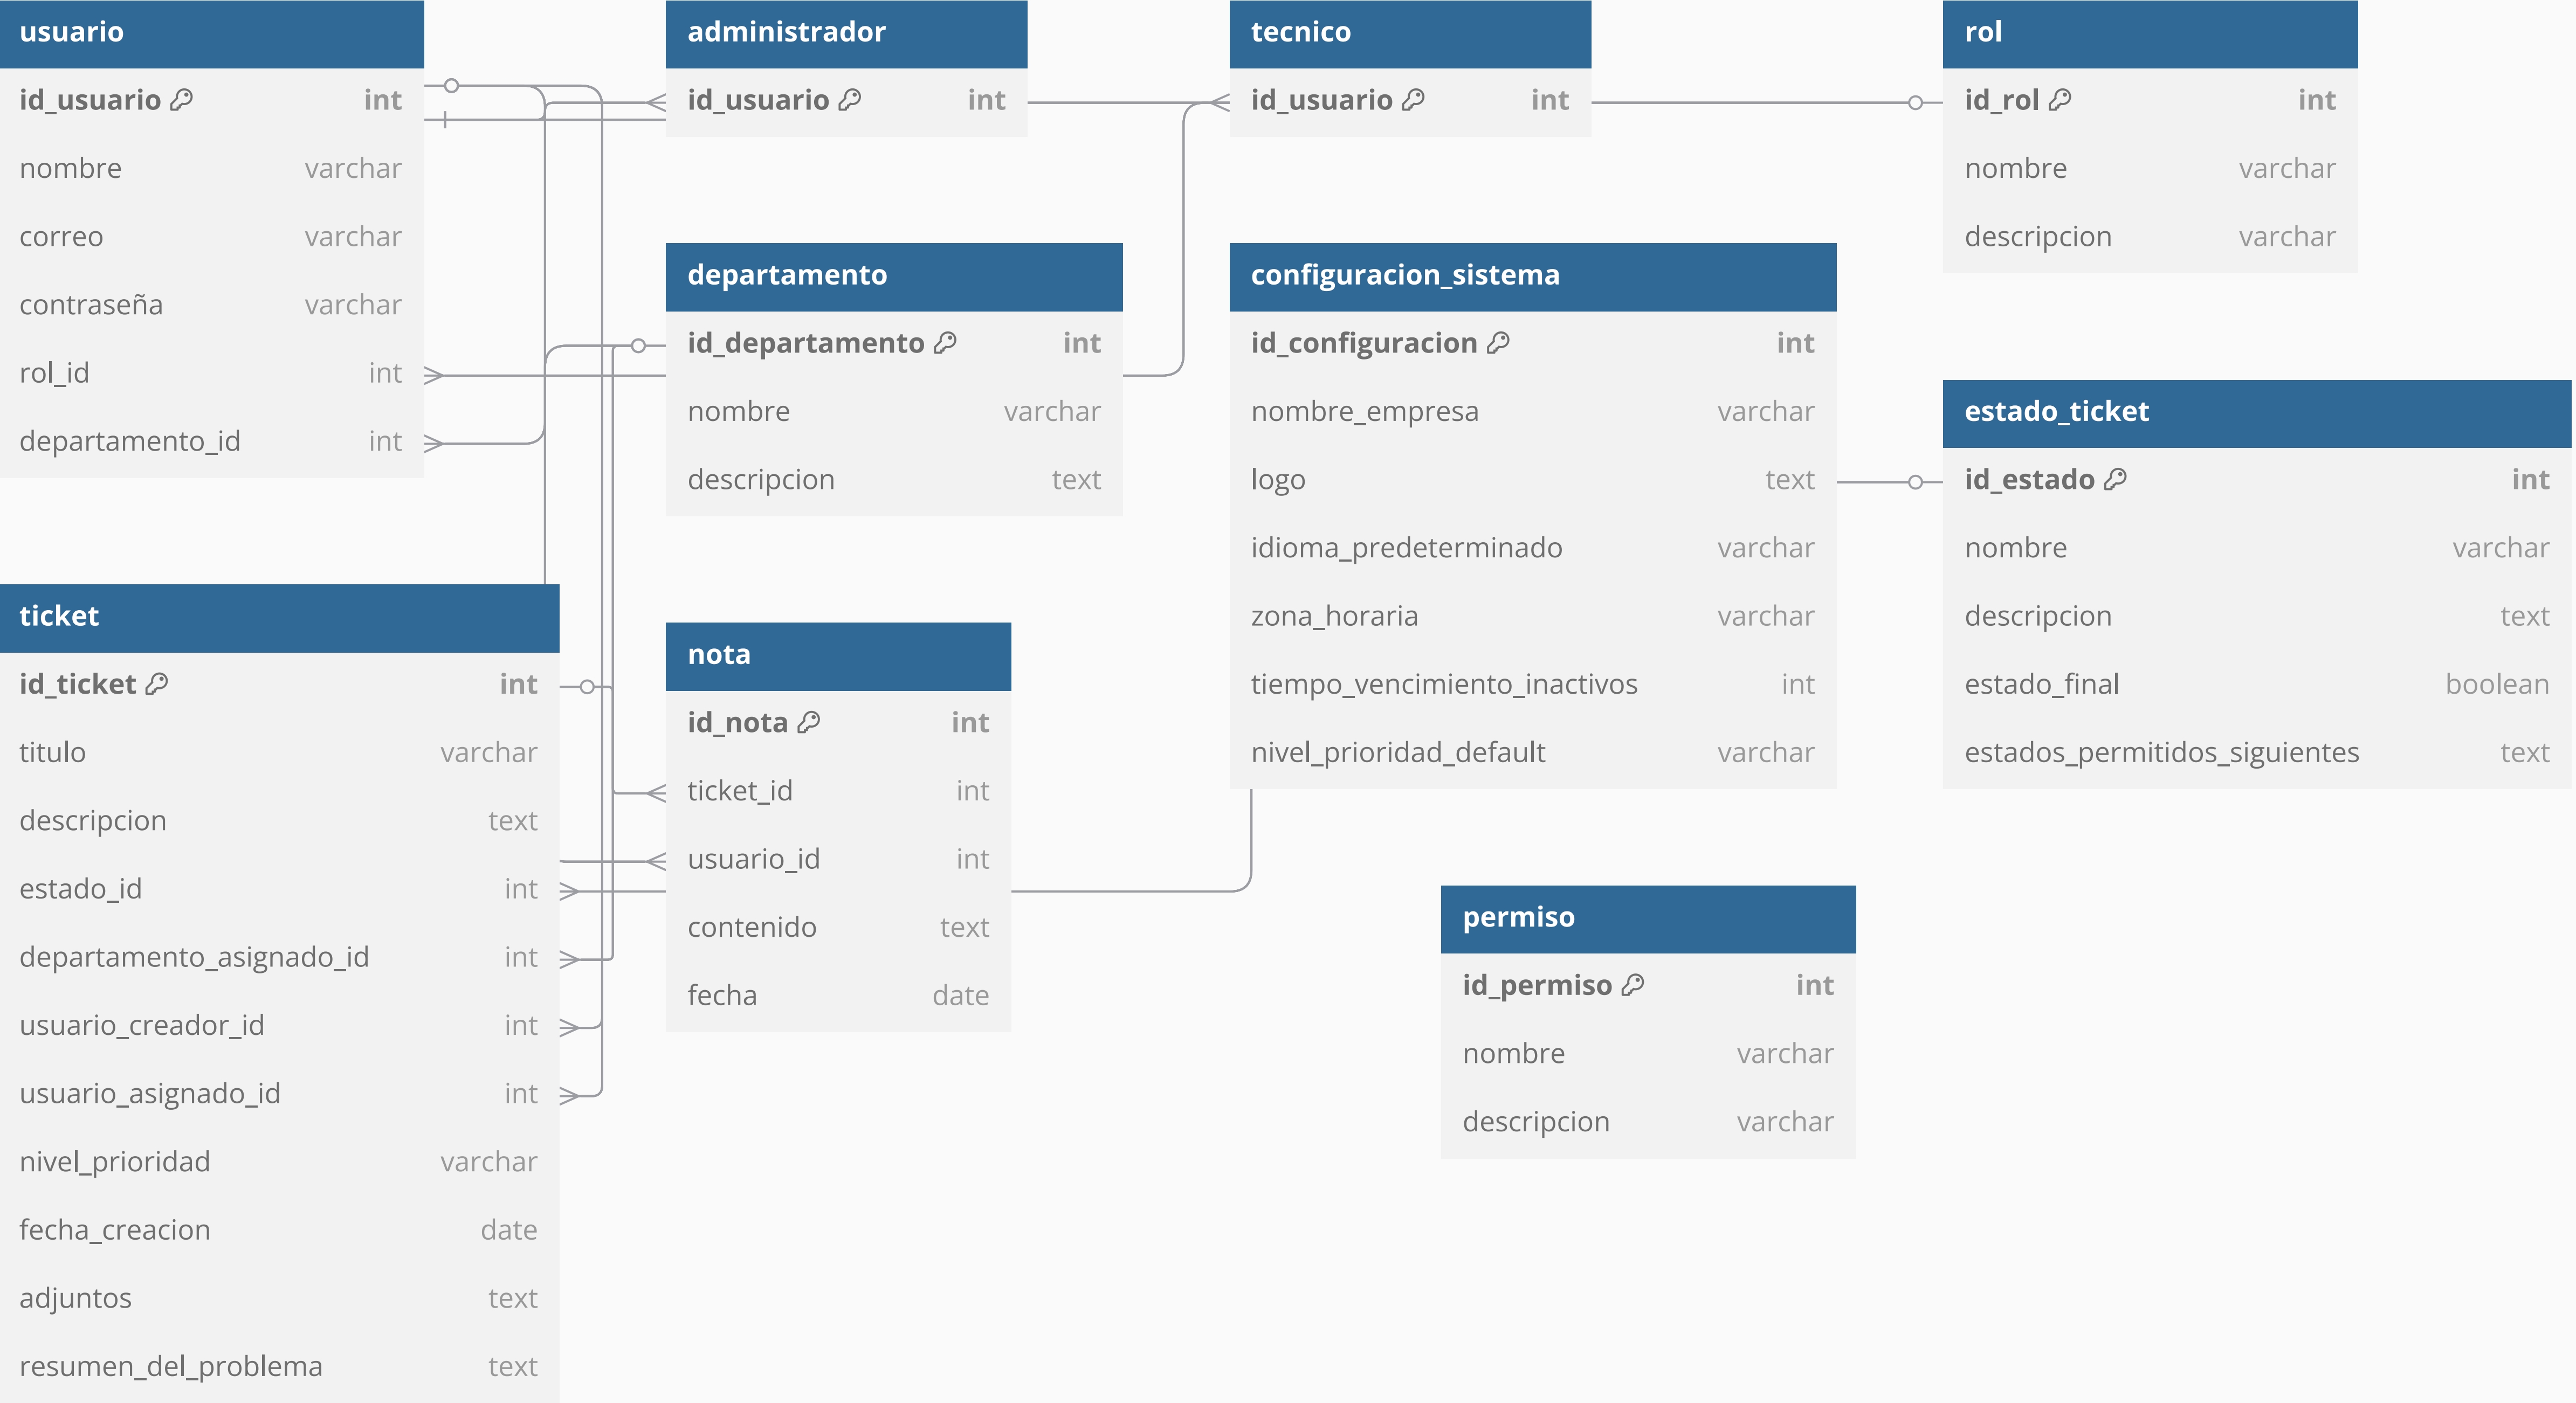 usuario
id_usuario int
nombre varchar
correo varchar
contraseña varchar
rol_id int
departamento_id int
administrador
id_usuario int
tecnico
id_usuario int
rol
id_rol int
nombre varchar
descripcion varchar
departamento
id_departamento int
nombre varchar
descripcion text
configuracion_sistema
id_configuracion int
nombre_empresa varchar
logo text
idioma_predeterminado varchar
zona_horaria varchar
tiempo_vencimiento_inactivos int
nivel_prioridad_default varchar
estado_ticket
id_estado int
nombre varchar
descripcion text
estado_final boolean
estados_permitidos_siguientes text
ticket
id_ticket int
titulo varchar
descripcion text
estado_id int
departamento_asignado_id int
usuario_creador_id int
usuario_asignado_id int
nivel_prioridad varchar
fecha_creacion date
adjuntos text
resumen_del_problema text
nota
id_nota int
ticket_id int
usuario_id int
contenido text
fecha date
permiso
id_permiso int
nombre varchar
descripcion varchar